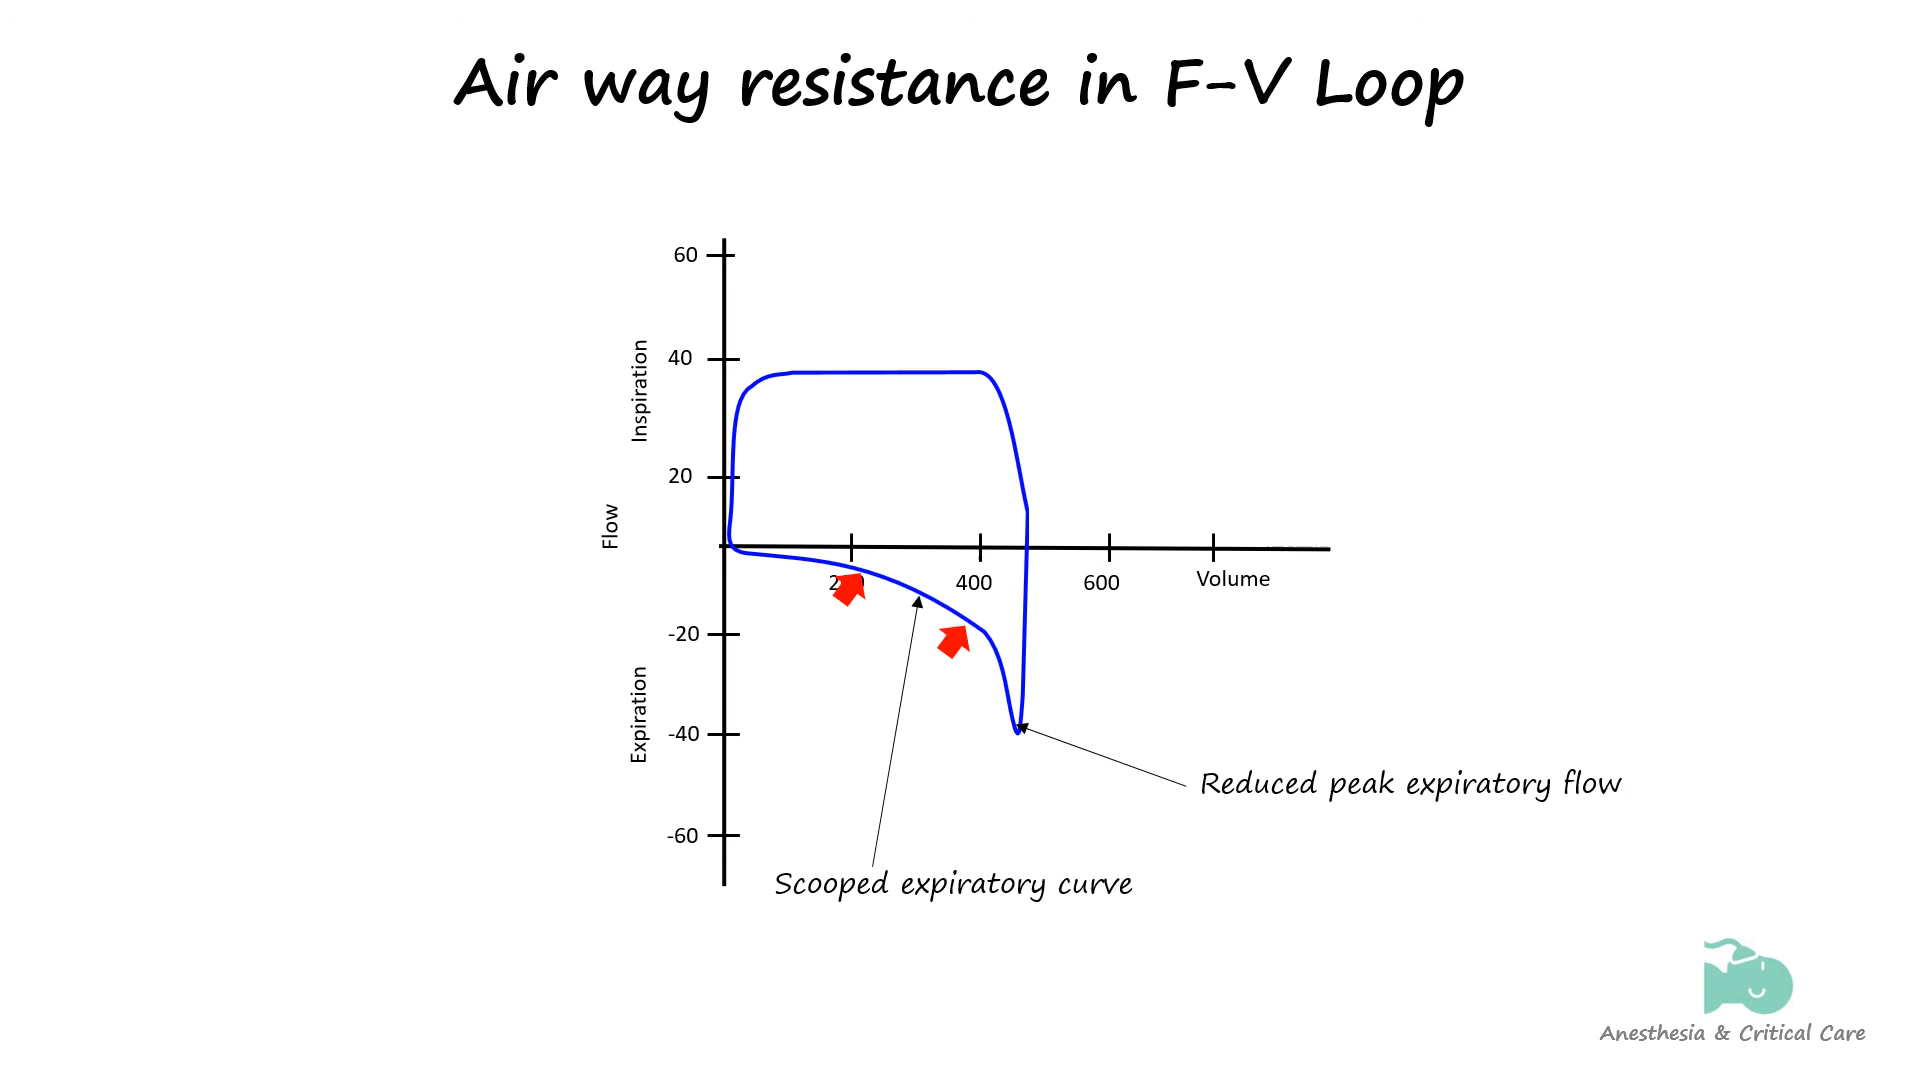 Air way resistance in F-V Loop
60
Inspiration
40
20
Flow
400
600
Volume
-20
Expiration
-40
Reduced peak expiratory flow
-60
Scooped expiratory curve
Anesthesia & Critical Care